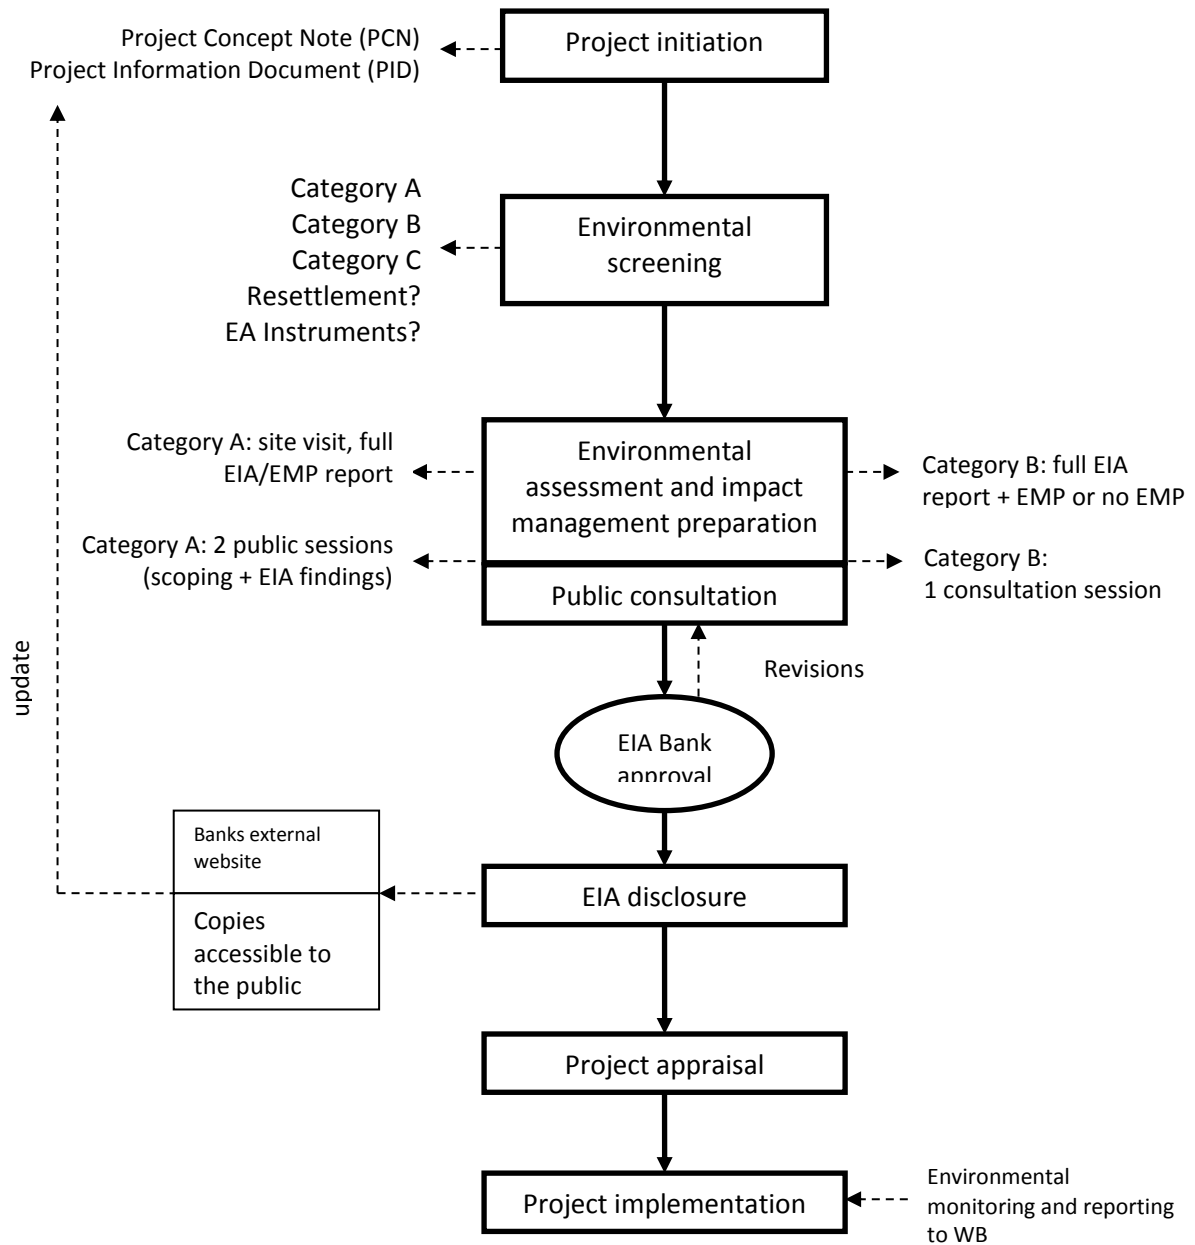 Project Concept Note (PCN)
Project Information Document (PID)
Project initiation
Category A
Category B
Category C
Resettlement?
EA Instruments?
Environmental
screening
Category A: site visit, full
EIA/EMP report
Environmental
assessment and impact
management preparation
Category B: full EIA
report + EMP or no EMP
Category A: 2 public sessions
(scoping + EIA findings)
Public consultation
Category B:
1 consultation session
update
Revisions
EIA Bank
approval
Banks external
website
Copies
accessible to
the public
EIA disclosure
Project appraisal
Project implementation
Environmental
monitoring and reporting
to WB